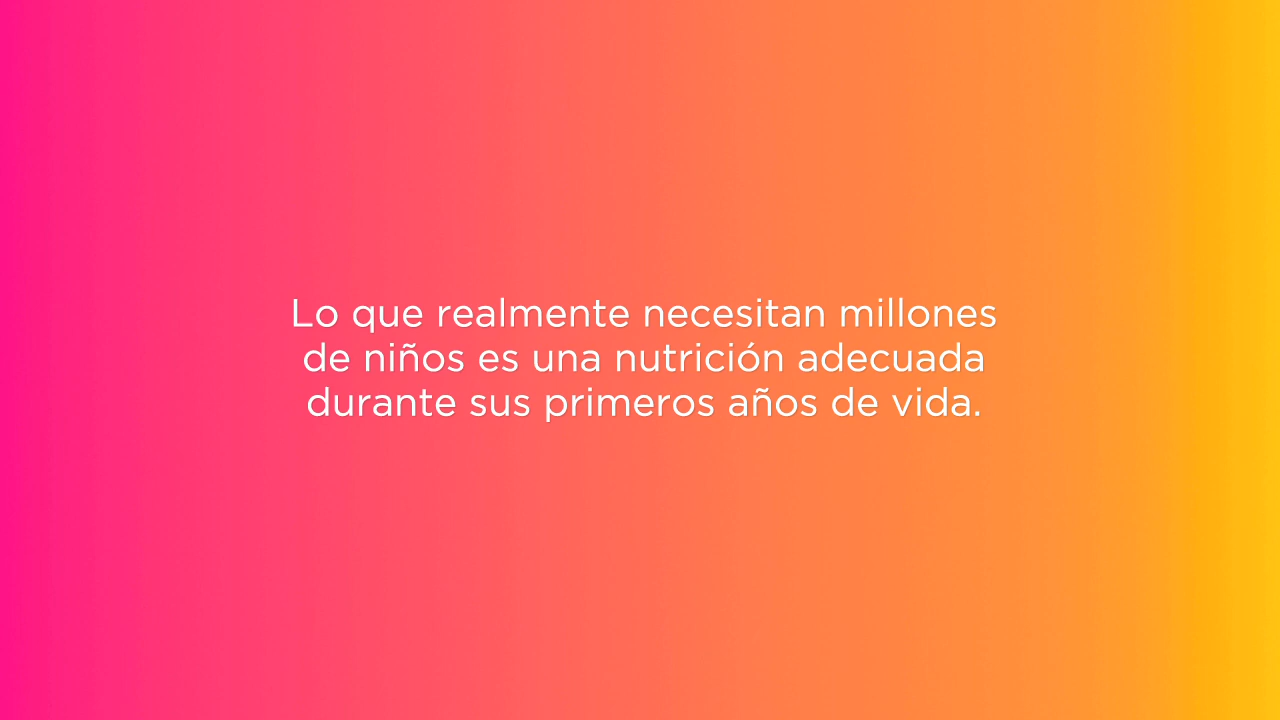 Lo que realmente necesitan millones
de niños es una nutrición adecuada
durante sus primeros años de vida.